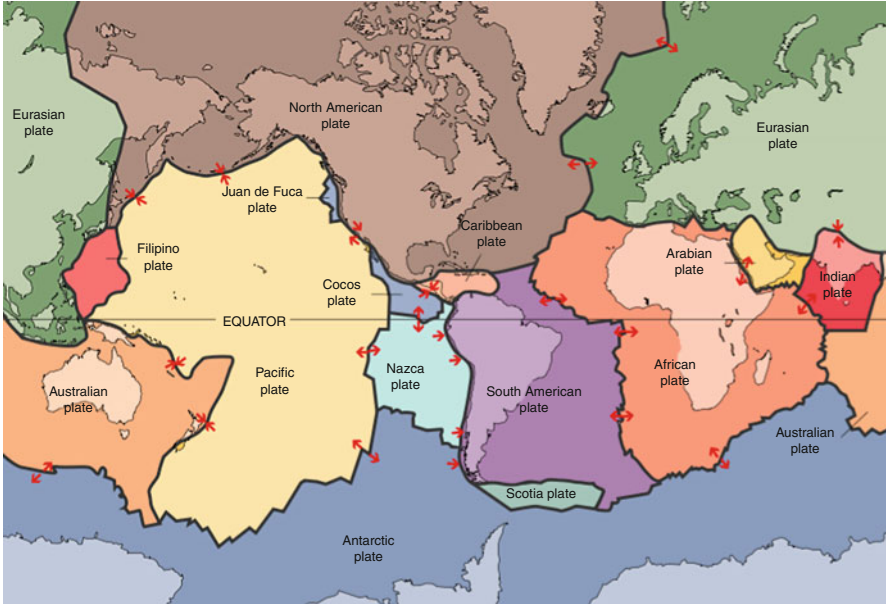 Eurasian
plate
North American
plate
Eurasian
plate
Juan de Fuca
plate
Caribbean
plate
Filipino
plate
Arabian
plate
Indian
plate
Cocos
plate
EQUATOR
Pacific
plate
Nazca
plate
African
plate
Australian
plate
South American
plate
Australian
plate
Scotia plate
Antarctic
plate